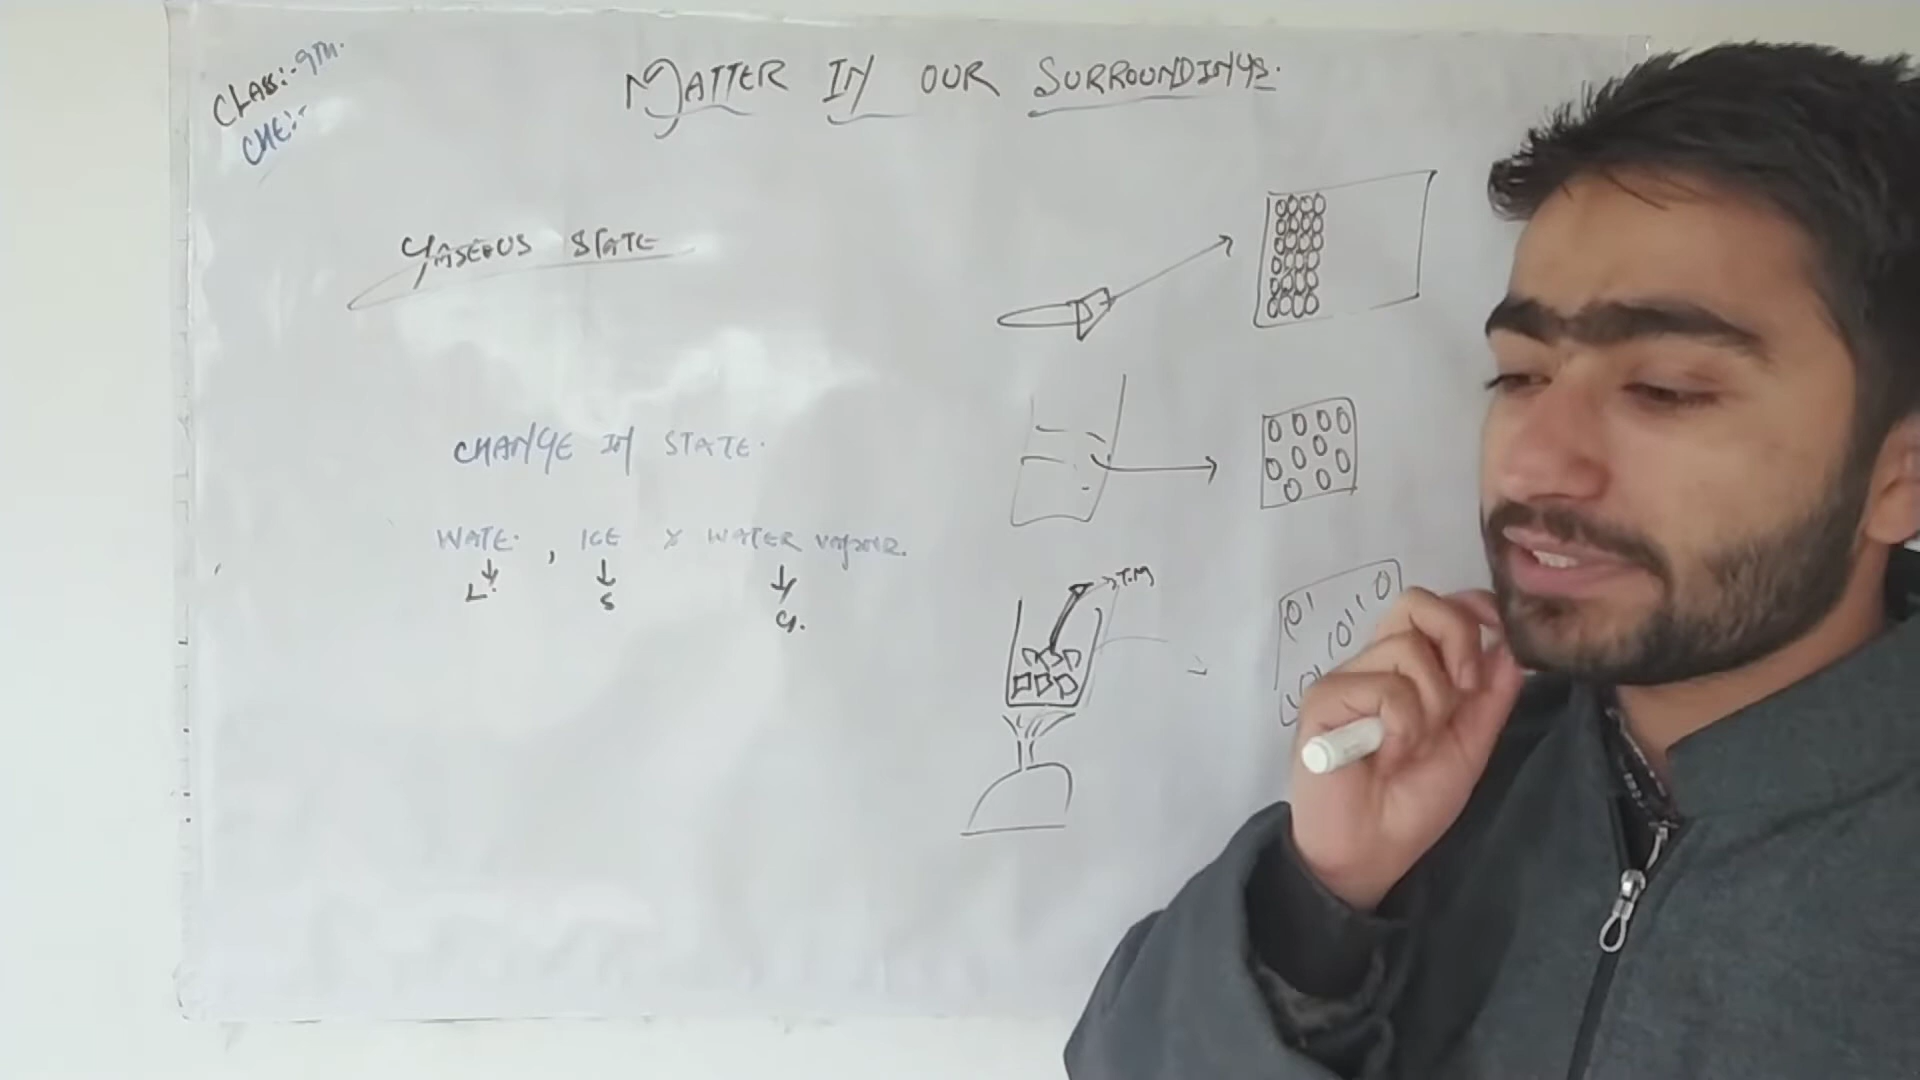 CLASS:- 9TH.
CHE:-
MATTER IN OUR SURROUNDINGS.
GASEOUS STATE
CHANGE IN STATE.
WATE. , ICE & WATER VAPOUR.
L. S G.
T.M